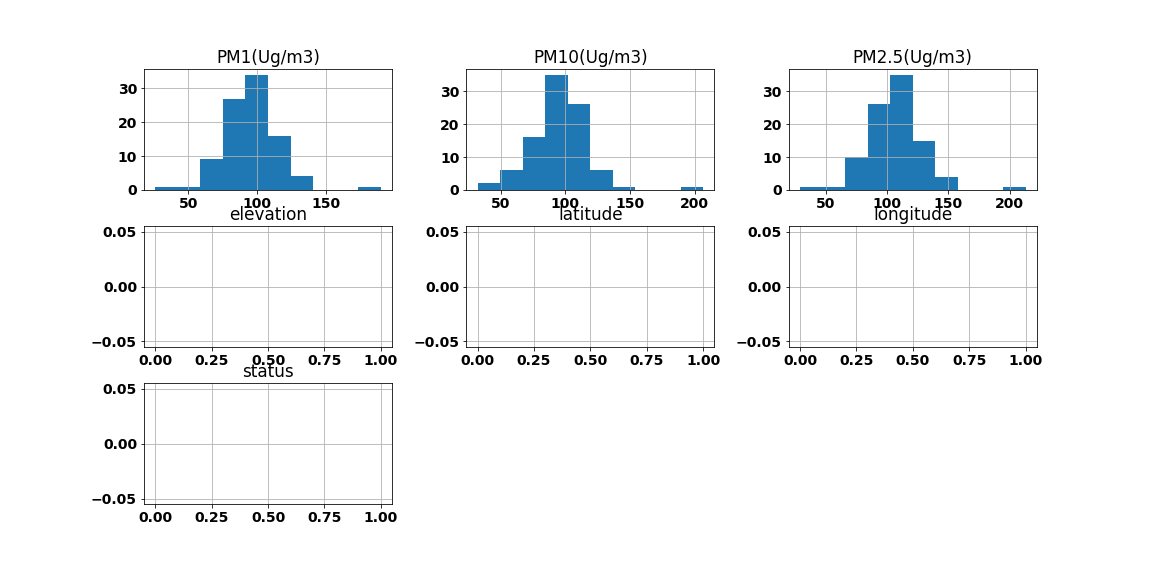 PM1(Ug/m3) PM10(Ug/m3) PM2.5(Ug/m3)
30 30 30
20 20 20
10 10 10
0 0 0
50 100 150 50 100 150 200 50 100 150 200
elevation latitude longitude
0.05 0.05 0.05
0.00 0.00 0.00
−0.05 −0.05 −0.05
0.00 0.25 0.50 0.75 1.00 0.00 0.25 0.50 0.75 1.00 0.00 0.25 0.50 0.75 1.00
status
0.05
0.00
−0.05
0.00 0.25 0.50 0.75 1.00